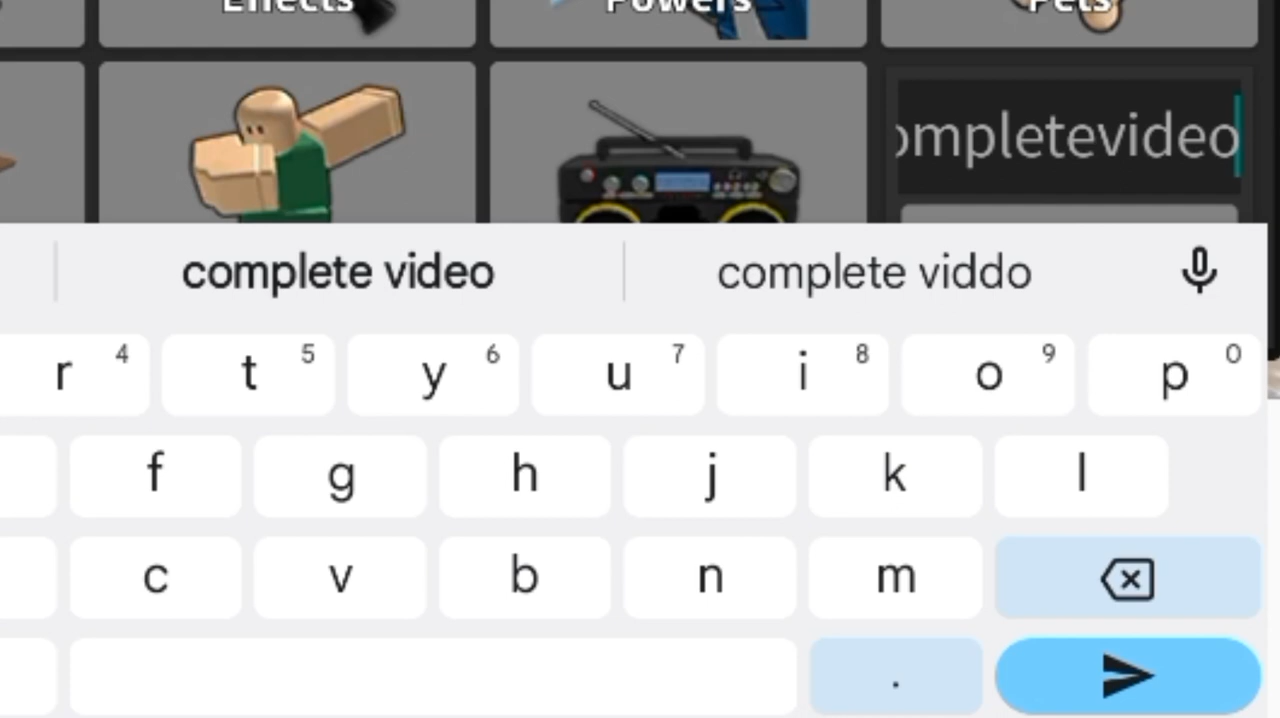 Effects
Powers
Pets
ompletevideo
complete video
complete viddo
r 4 t 5 y 6 u 7 i 8 o 9 p 0
f g h j k l
c v b n m
.